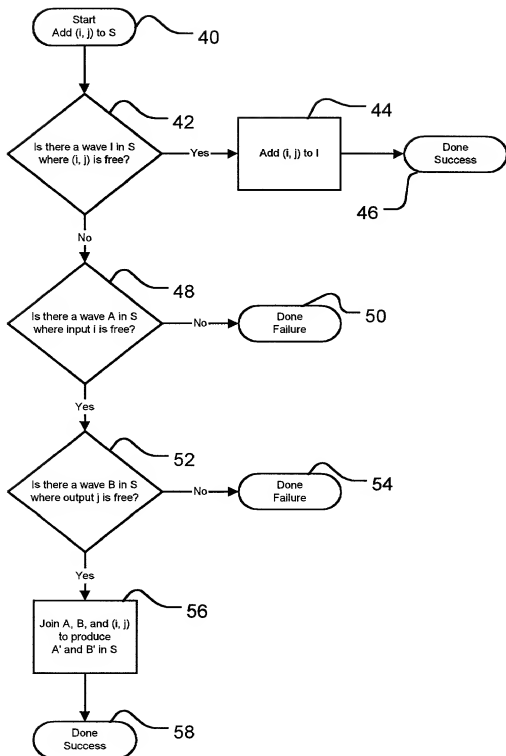 Start
Add (i, j) to S
40
42
Is there a wave I in S
where (i, j) is free?
Yes
44
Add (i, j) to I
Done
Success
46
No
48
Is there a wave A in S
where input i is free?
No
Done
Failure
50
Yes
52
Is there a wave B in S
where output j is free?
No
Done
Failure
54
Yes
56
Join A, B, and (i, j)
to produce
A' and B' in S
Done
Success
58